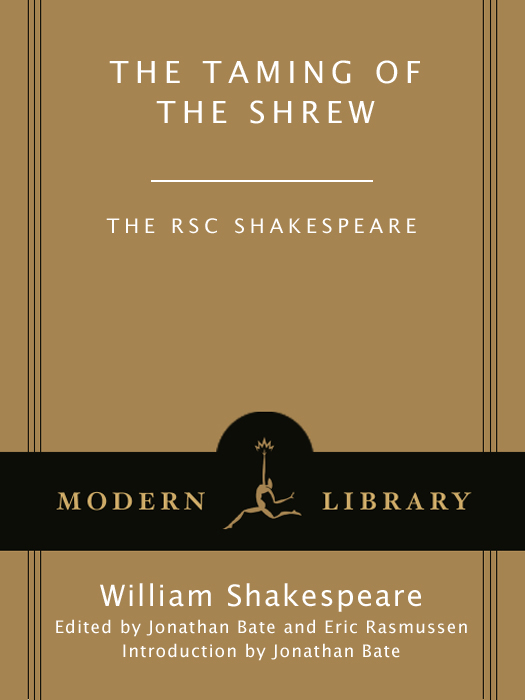 THE TAMING OF
THE SHREW
THE RSC SHAKESPEARE
MODERN LIBRARY
William Shakespeare
Edited by Jonathan Bate and Eric Rasmussen
Introduction by Jonathan Bate